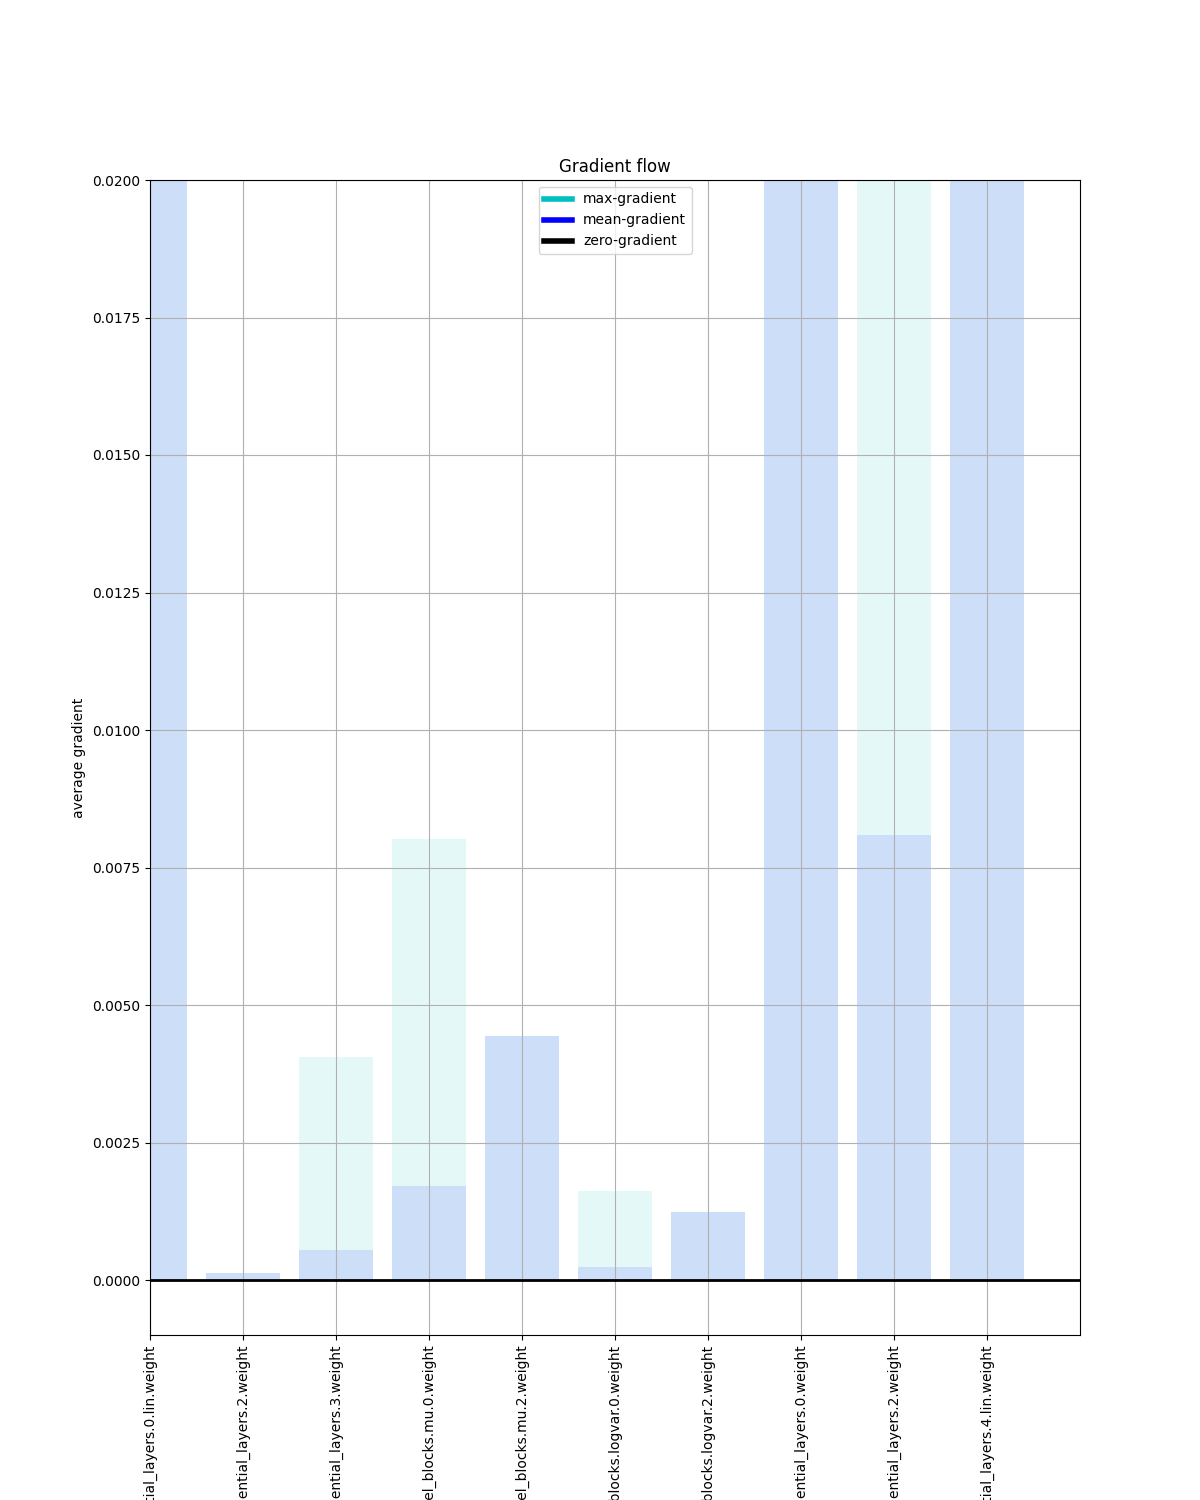 Gradient flow
max-gradient
mean-gradient
zero-gradient
0.0200
0.0175
0.0150
0.0125
0.0100
0.0075
0.0050
0.0025
0.0000
average gradient
tial_layers.0.lin.weight
ential_layers.2.weight
ential_layers.3.weight
el_blocks.mu.0.weight
el_blocks.mu.2.weight
blocks.logvar.0.weight
blocks.logvar.2.weight
ential_layers.0.weight
ential_layers.2.weight
tial_layers.4.lin.weight